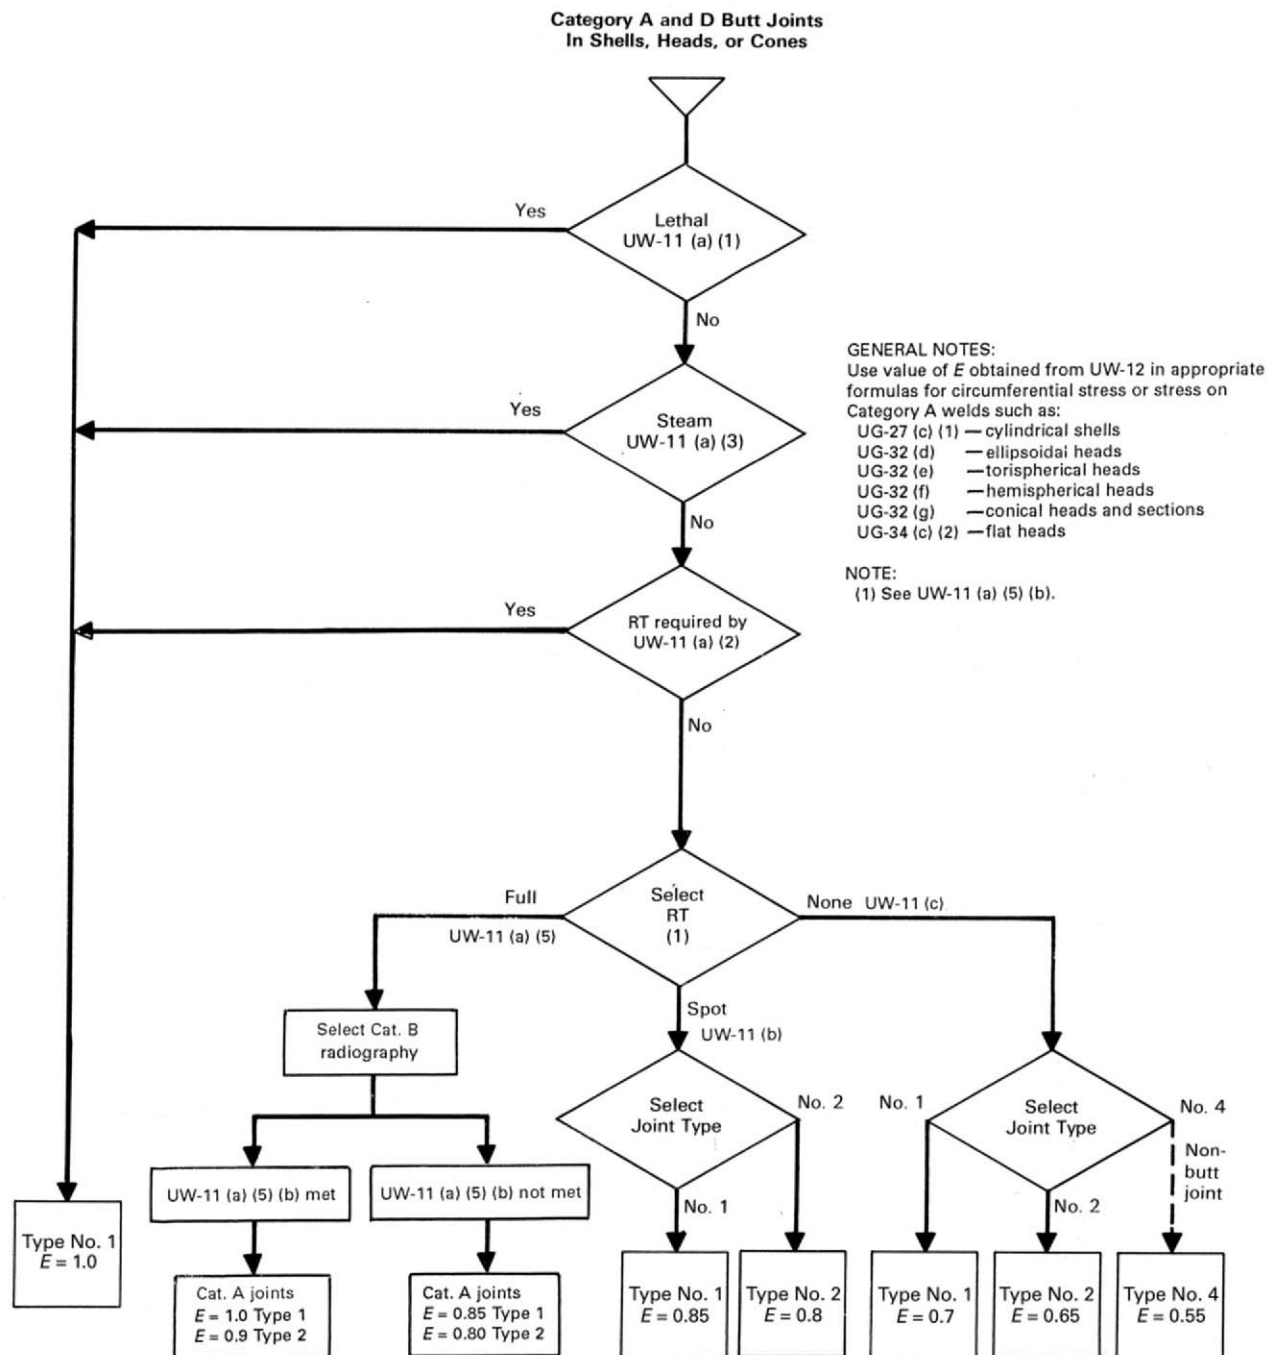 Category A and D Butt Joints
In Shells, Heads, or Cones
Yes
Lethal
UW-11 (a) (1)
No
GENERAL NOTES:
Use value of E obtained from UW-12 in appropriate
formulas for circumferential stress or stress on
Category A welds such as:
UG-27 (c) (1) — cylindrical shells
UG-32 (d) — ellipsoidal heads
UG-32 (e) — torispherical heads
UG-32 (f) — hemispherical heads
UG-32 (g) — conical heads and sections
UG-34 (c) (2) — flat heads
NOTE:
(1) See UW-11 (a) (5) (b).
Yes
Steam
UW-11 (a) (3)
No
Yes
RT required by
UW-11 (a) (2)
No
Full
UW-11 (a) (5)
Select
RT
(1)
None UW-11 (c)
Spot
UW-11 (b)
Select Cat. B
radiography
Select
Joint Type
No. 2
No. 1
No. 1
Select
Joint Type
No. 4
Non-
butt
joint
No. 2
UW-11 (a) (5) (b) met
UW-11 (a) (5) (b) not met
Type No. 1
E = 1.0
Cat. A joints
E = 1.0 Type 1
E = 0.9 Type 2
Cat. A joints
E = 0.85 Type 1
E = 0.80 Type 2
Type No. 1
E = 0.85
Type No. 2
E = 0.8
Type No. 1
E = 0.7
Type No. 2
E = 0.65
Type No. 4
E = 0.55